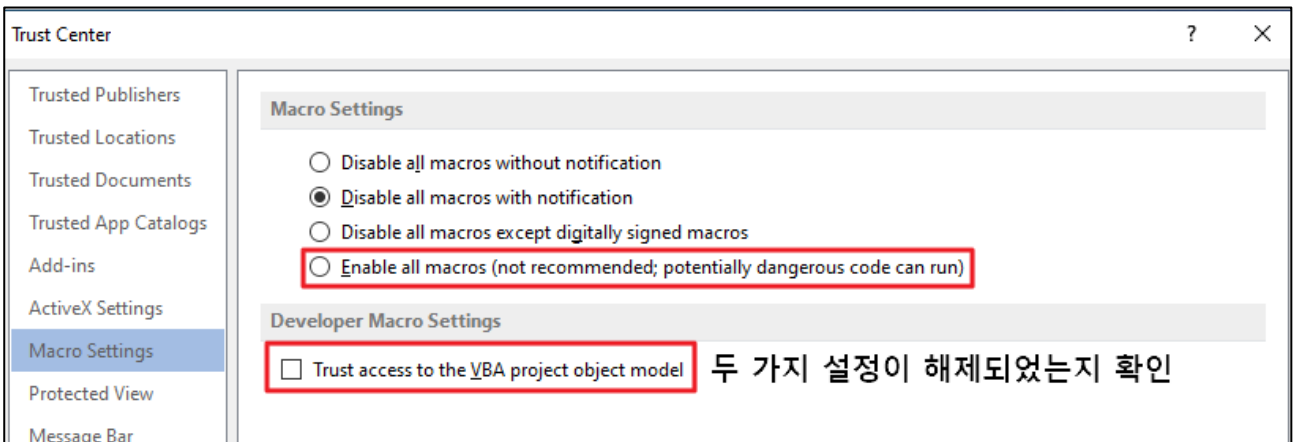 Trust Center
?
Trusted Publishers
Trusted Locations
Trusted Documents
Trusted App Catalogs
Add-ins
ActiveX Settings
Macro Settings
Protected View
Message Bar
Macro Settings
Disable all macros without notification
Disable all macros with notification
Disable all macros except digitally signed macros
Enable all macros (not recommended; potentially dangerous code can run)
Developer Macro Settings
Trust access to the VBA project object model 두 가지 설정이 해제되었는지 확인